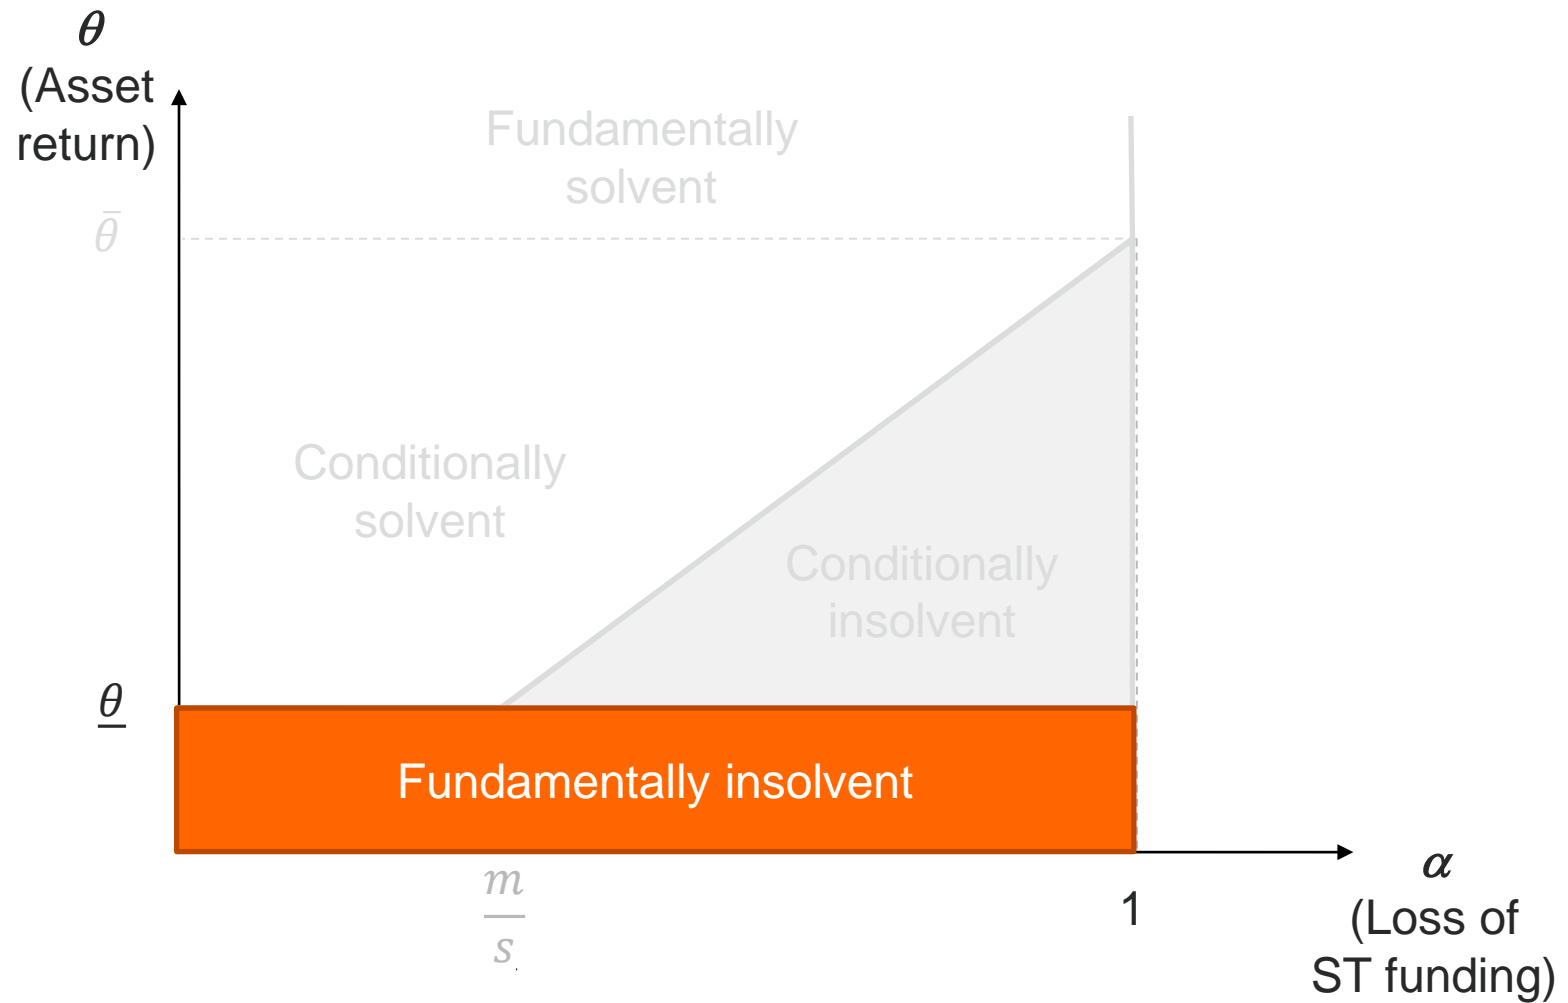 θ
(Asset
return)
Fundamentally
solvent
θ̅
Conditionally
solvent
Conditionally
insolvent
θ̲
Fundamentally insolvent
m
s
1
α
(Loss of
ST funding)